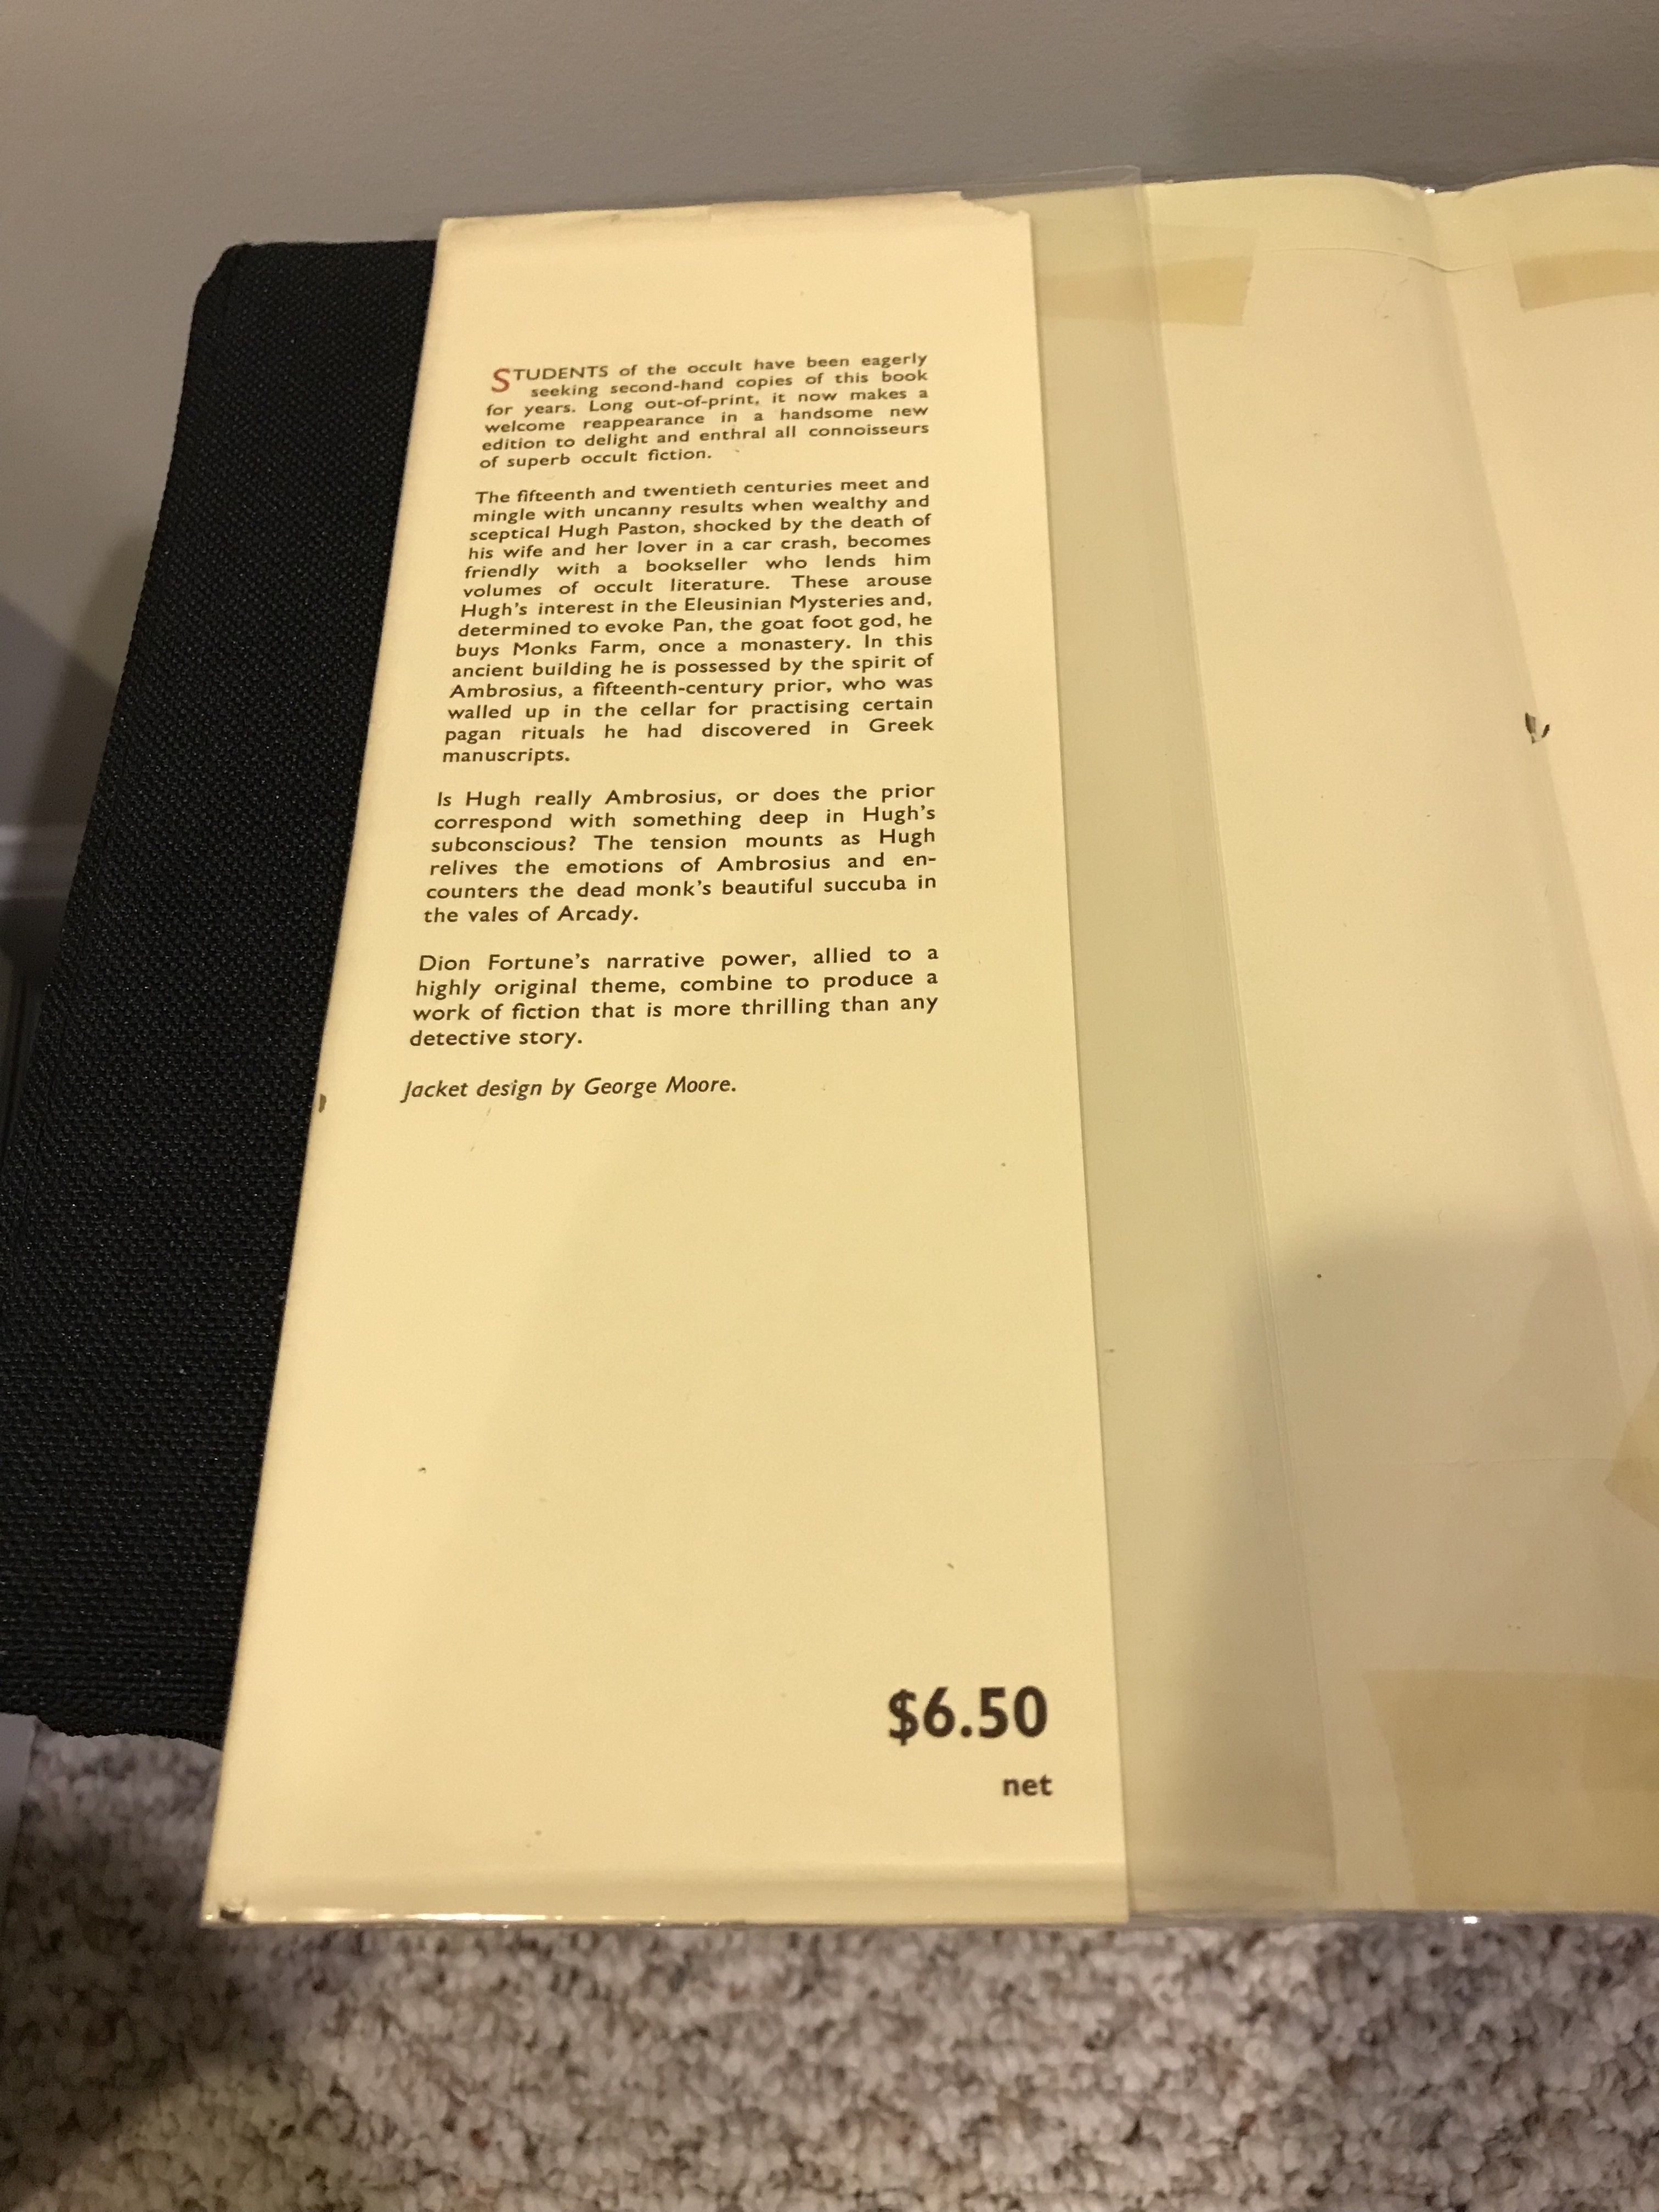 STUDENTS of the occult have been eagerly
seeking second-hand copies of this book
for years. Long out-of-print, it now makes a
welcome reappearance in a handsome new
edition to delight and enthral all connoisseurs
of superb occult fiction.
The fifteenth and twentieth centuries meet and
mingle with uncanny results when wealthy and
sceptical Hugh Paston, shocked by the death of
his wife and her lover in a car crash, becomes
friendly with a bookseller who lends him
volumes of occult literature. These arouse
Hugh's interest in the Eleusinian Mysteries and,
determined to evoke Pan, the goat foot god, he
buys Monks Farm, once a monastery. In this
ancient building he is possessed by the spirit of
Ambrosius, a fifteenth-century prior, who was
walled up in the cellar for practising certain
pagan rituals he had discovered in Greek
manuscripts.
Is Hugh really Ambrosius, or does the prior
correspond with something deep in Hugh's
subconscious? The tension mounts as Hugh
relives the emotions of Ambrosius and en-
counters the dead monk's beautiful succuba in
the vales of Arcady.
Dion Fortune's narrative power, allied to a
highly original theme, combine to produce a
work of fiction that is more thrilling than any
detective story.
Jacket design by George Moore.
$6.50
net